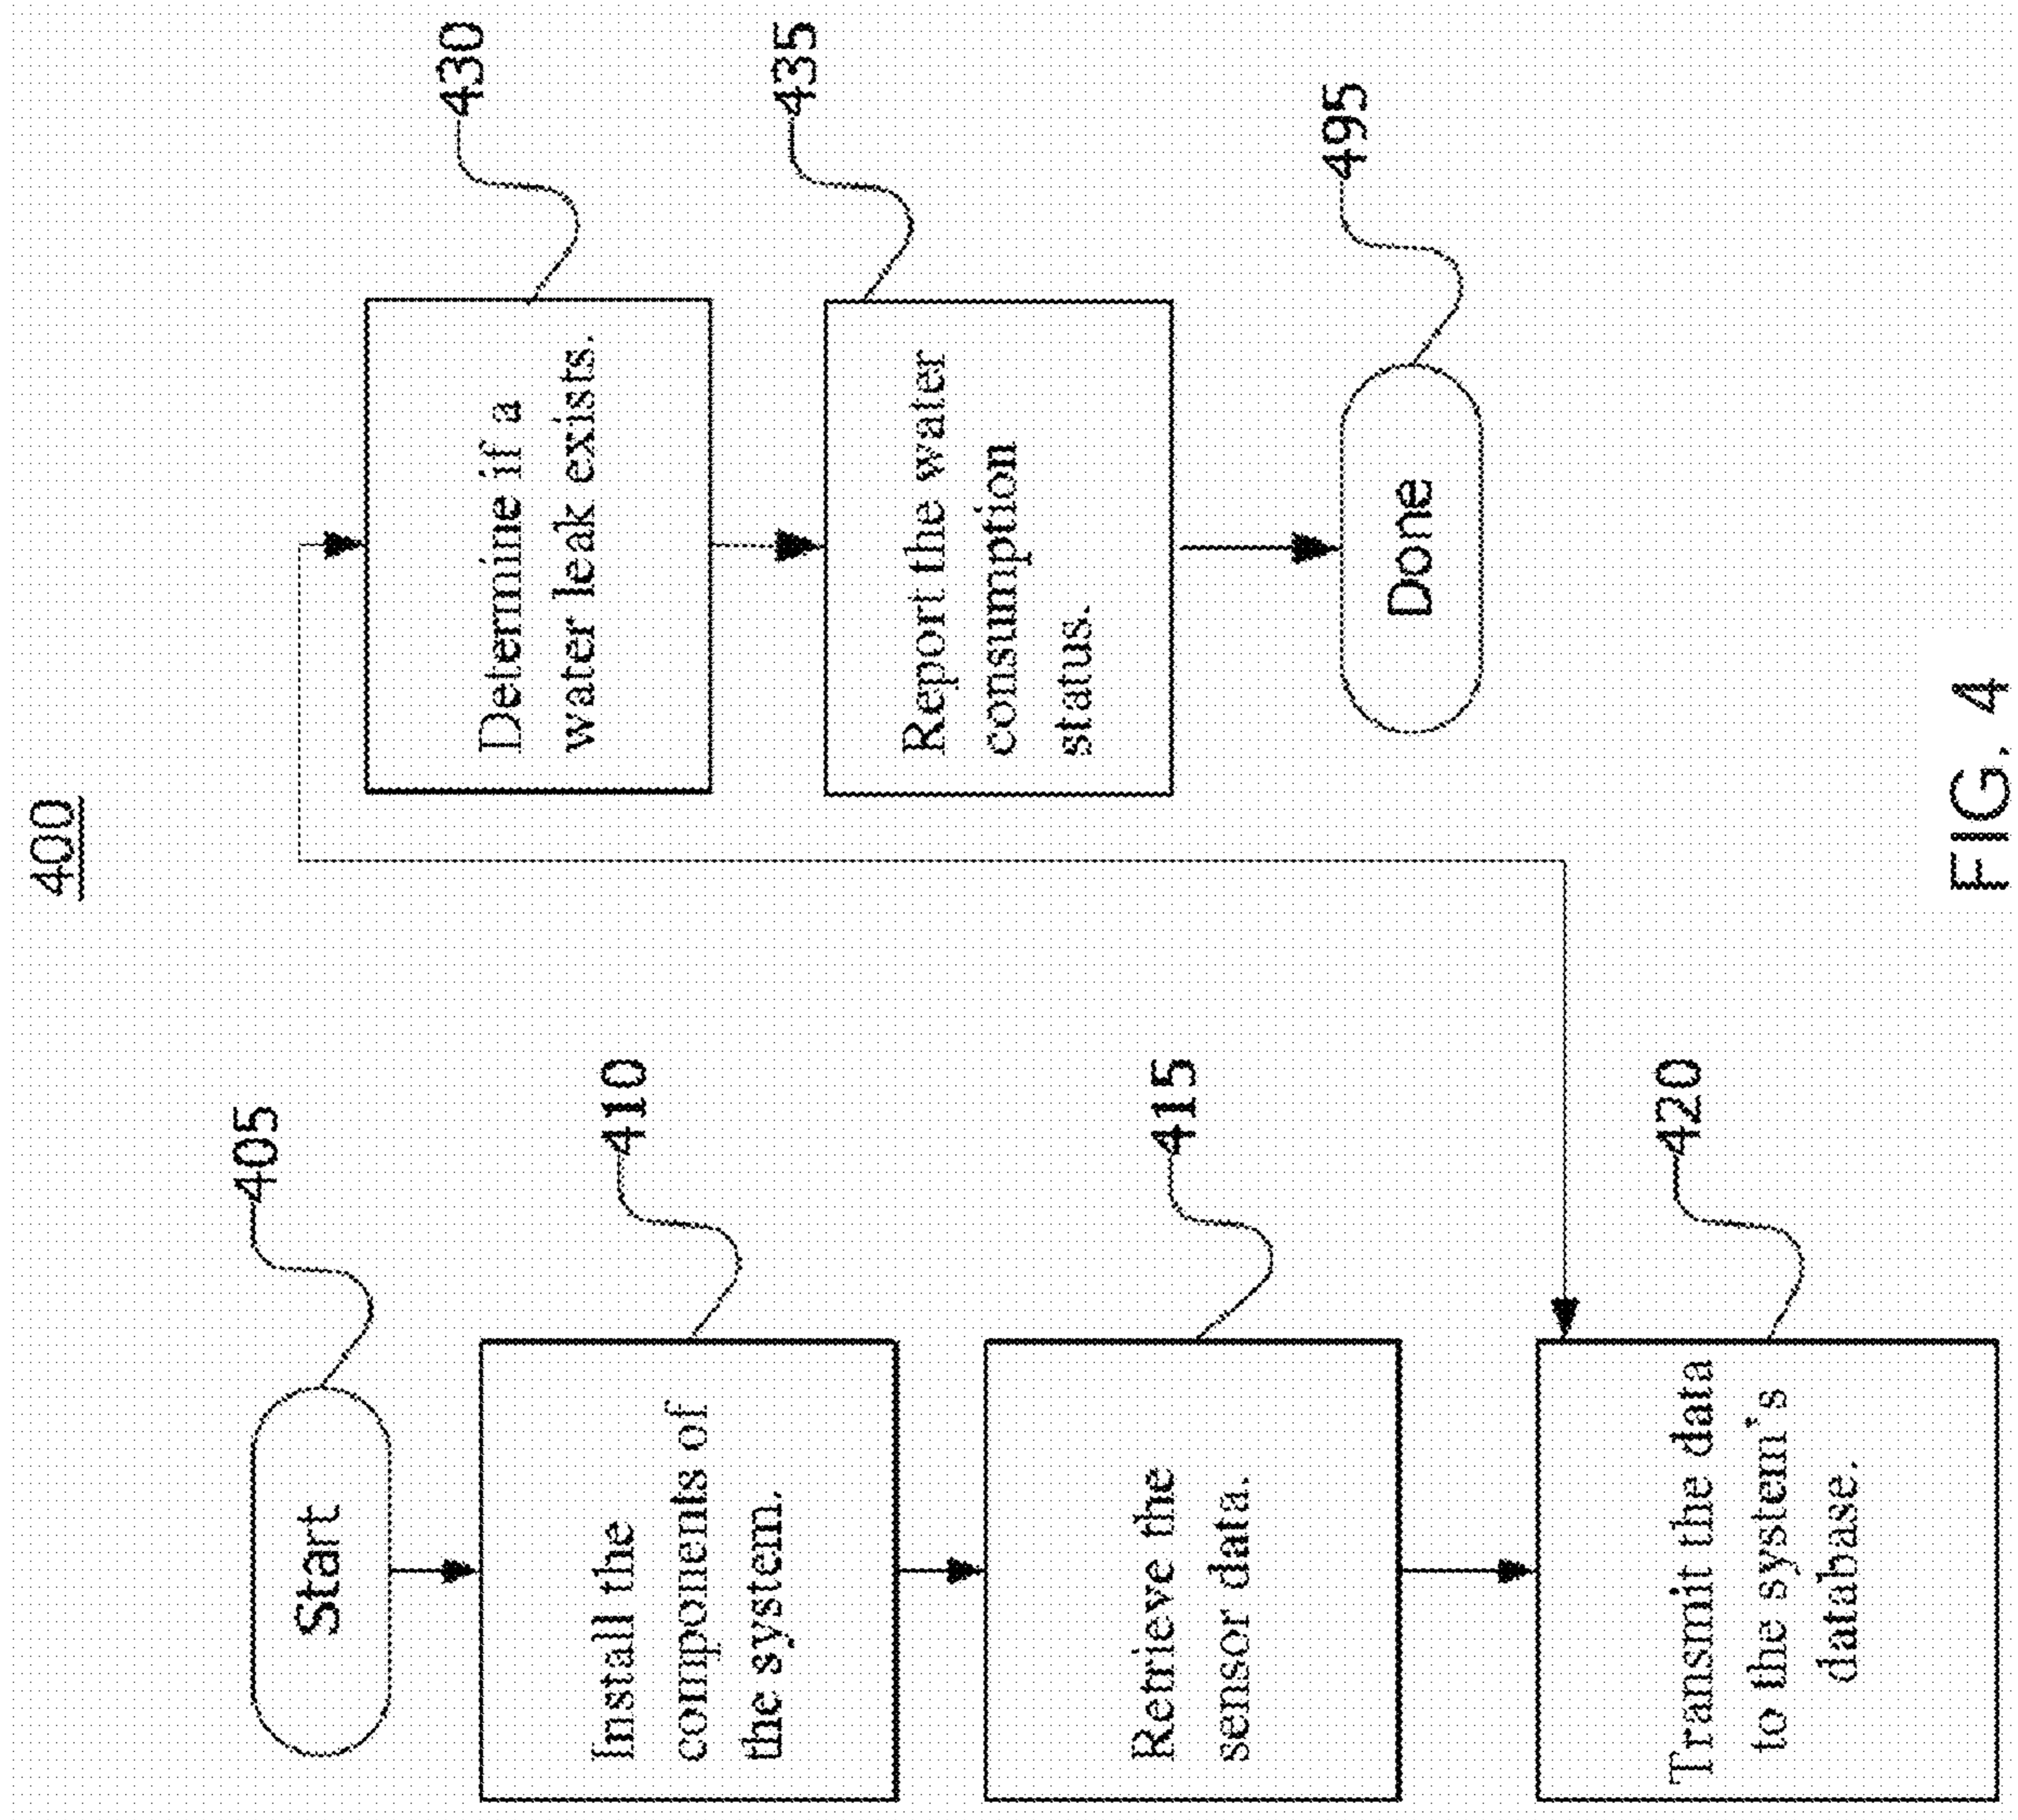 400
Start
405
Install the
components of
the system.
410
Retrieve the
sensor data.
415
Transmit the data
to the system's
database.
420
Determine if a
water leak exists.
430
Report the water
consumption
status.
435
Done
495
FIG. 4